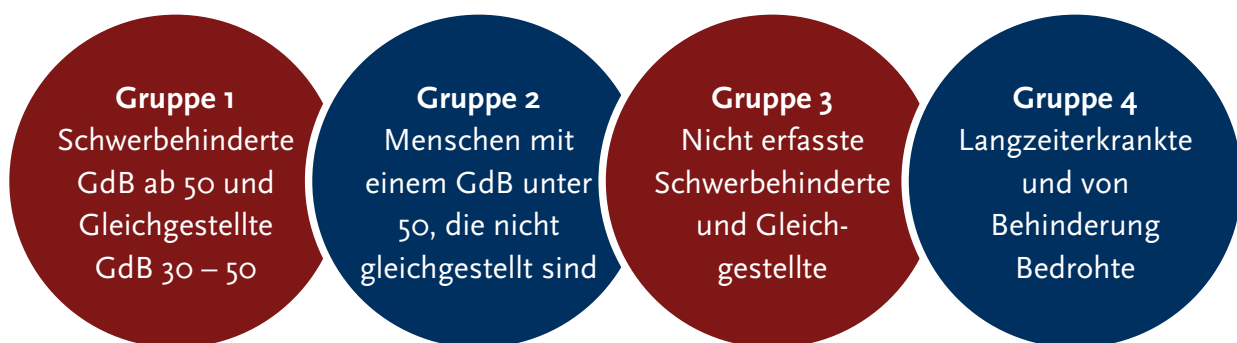 Gruppe 1
Schwerbehinderte
GdB ab 50 und
Gleichgestellte
GdB 30 – 50
Gruppe 2
Menschen mit
einem GdB unter
50, die nicht
gleichgestellt sind
Gruppe 3
Nicht erfasste
Schwerbehinderte
und Gleich-
gestellte
Gruppe 4
Langzeiterkrankte
und von
Behinderung
Bedrohte